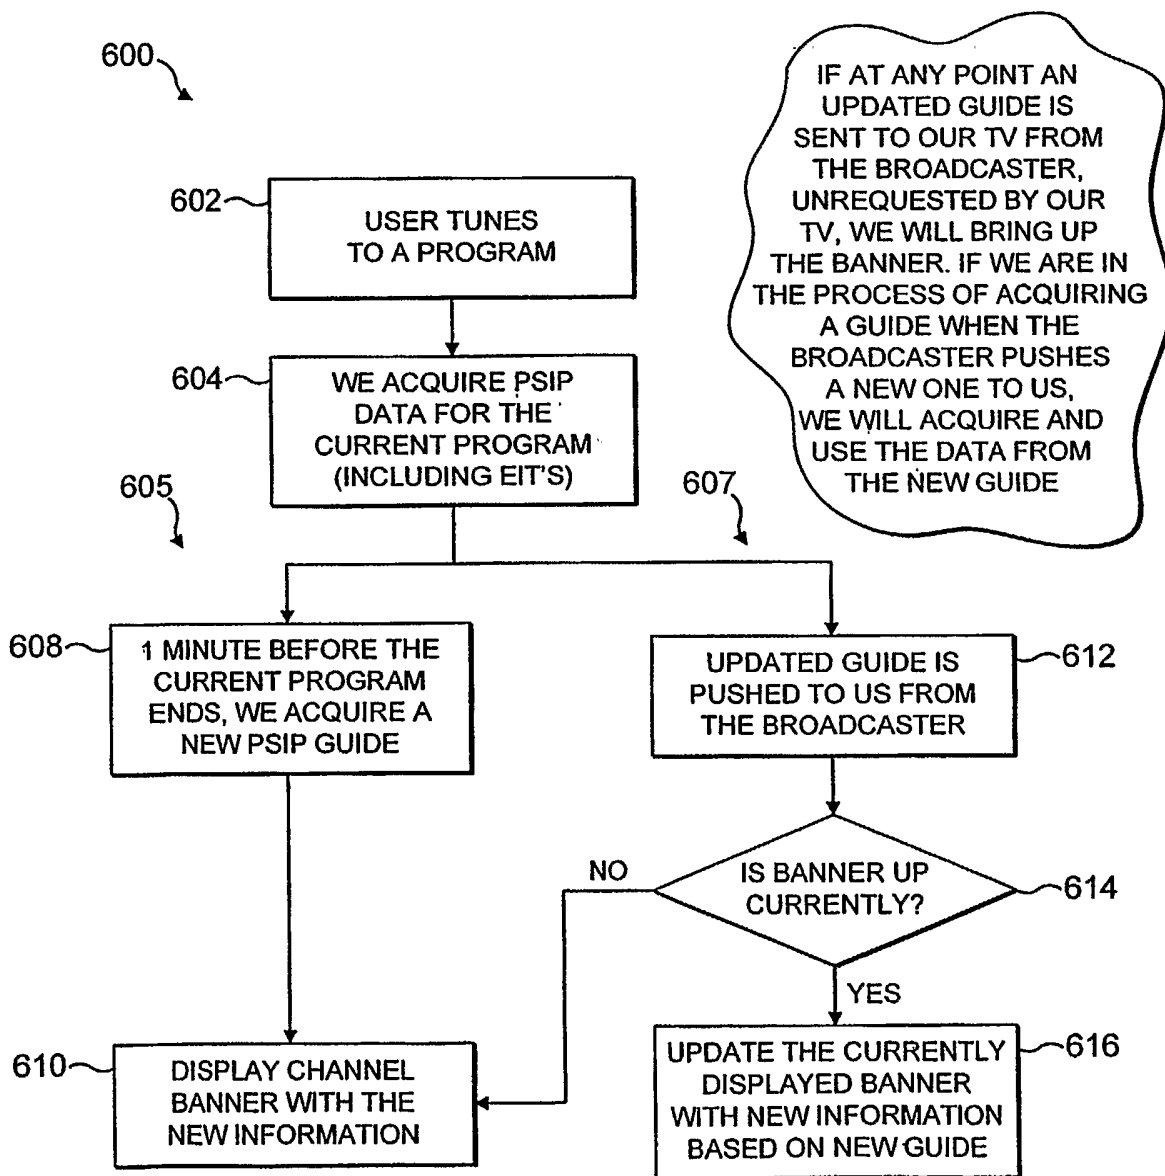 600
IF AT ANY POINT AN
UPDATED GUIDE IS
SENT TO OUR TV FROM
THE BROADCASTER,
UNREQUESTED BY OUR
TV, WE WILL BRING UP
THE BANNER. IF WE ARE IN
THE PROCESS OF ACQUIRING
A GUIDE WHEN THE
BROADCASTER PUSHES
A NEW ONE TO US,
WE WILL ACQUIRE AND
USE THE DATA FROM
THE NEW GUIDE
602
USER TUNES
TO A PROGRAM
604
WE ACQUIRE PSIP
DATA FOR THE
CURRENT PROGRAM
(INCLUDING EIT'S)
605
607
608
1 MINUTE BEFORE THE
CURRENT PROGRAM
ENDS, WE ACQUIRE A
NEW PSIP GUIDE
UPDATED GUIDE IS
PUSHED TO US FROM
THE BROADCASTER
612
NO
IS BANNER UP
CURRENTLY?
614
YES
610
DISPLAY CHANNEL
BANNER WITH THE
NEW INFORMATION
UPDATE THE CURRENTLY
DISPLAYED BANNER
WITH NEW INFORMATION
BASED ON NEW GUIDE
616